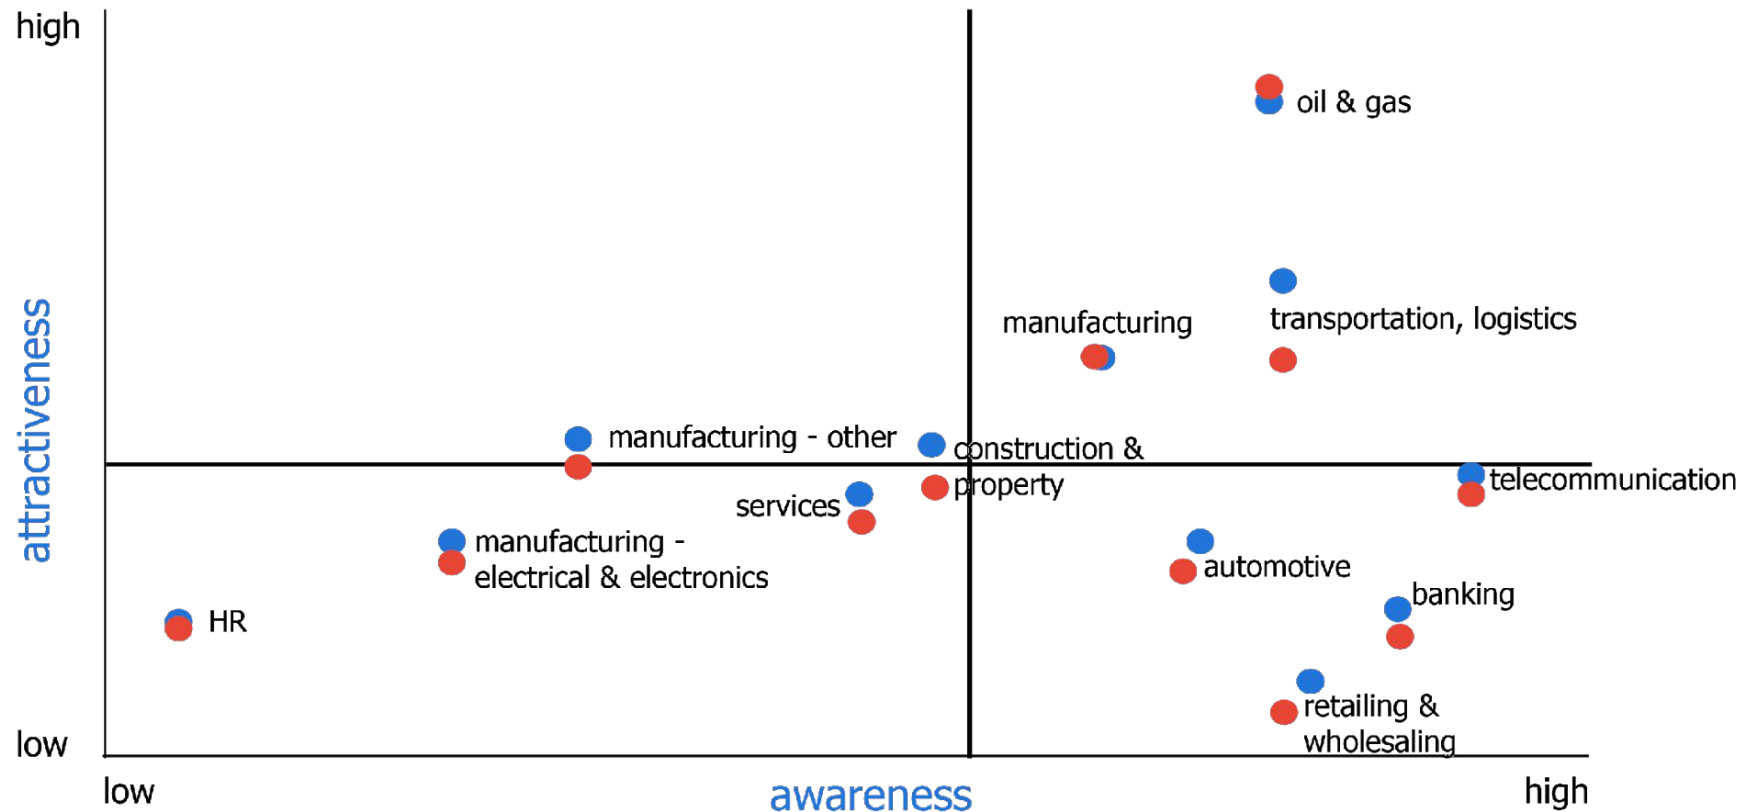 high
oil & gas
transportation, logistics
manufacturing
manufacturing - other
construction &
property
services
telecommunication
manufacturing -
electrical & electronics
automotive
banking
HR
retailing &
wholesaling
attractiveness
low
low
awareness
high